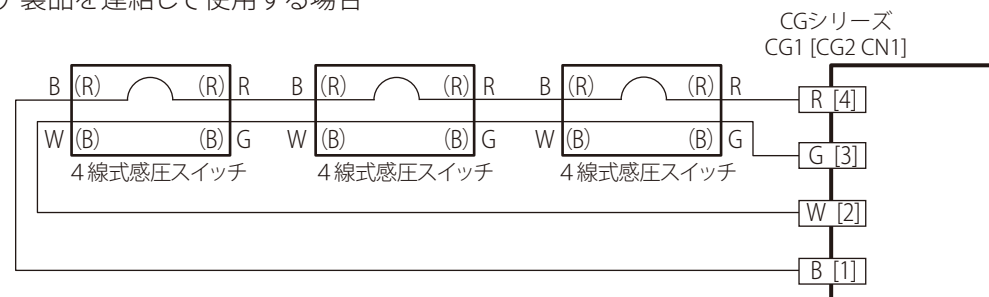 製品を連結して使用する場合
CGシリーズ
CG1 [CG2 CN1]
B (R) (R) R B (R) (R) R B (R) (R) R
R [4]
W (B) (B) G W (B) (B) G W (B) (B) G
G [3]
4線式感圧スイッチ 4線式感圧スイッチ 4線式感圧スイッチ
W [2]
B [1]